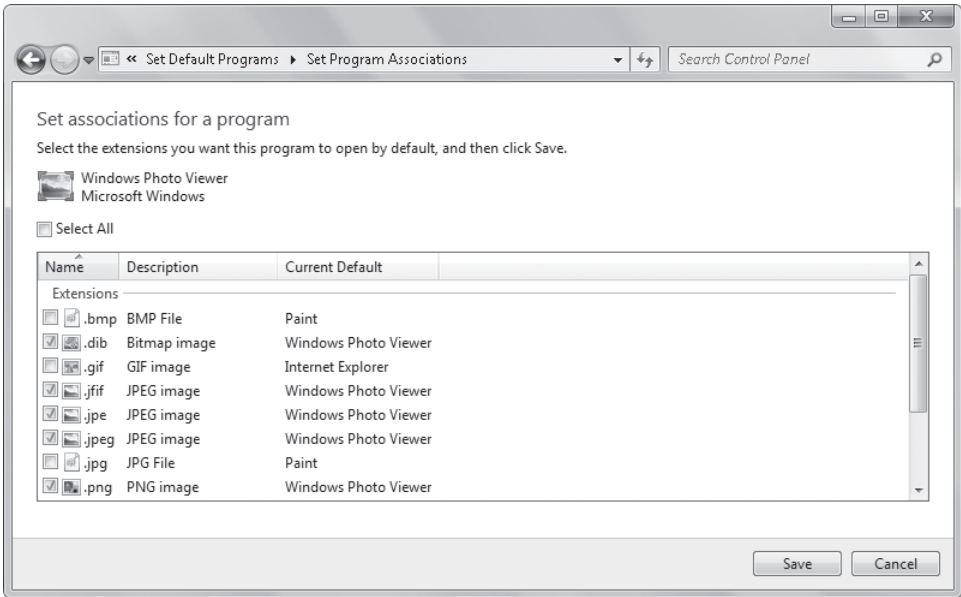 « Set Default Programs ▸ Set Program Associations
Search Control Panel
Set associations for a program
Select the extensions you want this program to open by default, and then click Save.
Windows Photo Viewer
Microsoft Windows
Select All
Name Description Current Default
Extensions
.bmp BMP File Paint
.dib Bitmap image Windows Photo Viewer
.gif GIF image Internet Explorer
.jfif JPEG image Windows Photo Viewer
.jpe JPEG image Windows Photo Viewer
.jpeg JPEG image Windows Photo Viewer
.jpg JPG File Paint
.png PNG image Windows Photo Viewer
Save Cancel